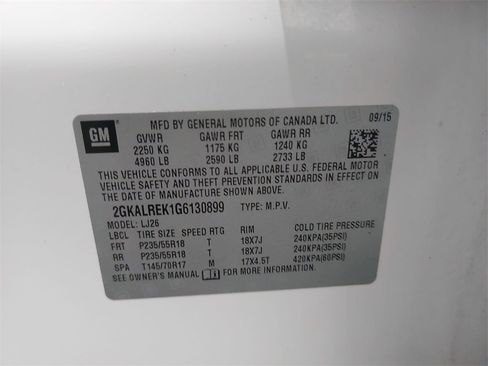 GM
MFD BY GENERAL MOTORS OF CANADA LTD. 09/15
GVWR GAWR FRT GAWR RR
2250 KG 1175 KG 1240 KG
4960 LB 2590 LB 2733 LB
THIS VEHICLE CONFORMS TO ALL APPLICABLE U.S. FEDERAL MOTOR
VEHICLE SAFETY AND THEFT PREVENTION STANDARDS IN EFFECT ON
THE DATE OF MANUFACTURE SHOWN ABOVE.
2GKALREK1G6130899 TYPE: M.P.V.
MODEL: LJ26
LBCL TIRE SIZE SPEED RTG RIM COLD TIRE PRESSURE
FRT P235/55R18 T 18X7J 240KPA(35PSI)
RR P235/55R18 T 18X7J 240KPA(35PSI)
SPA T145/70R17 M 17X4.5T 420KPA(60PSI)
SEE OWNER'S MANUAL FOR ADDITIONAL INFORMATION.